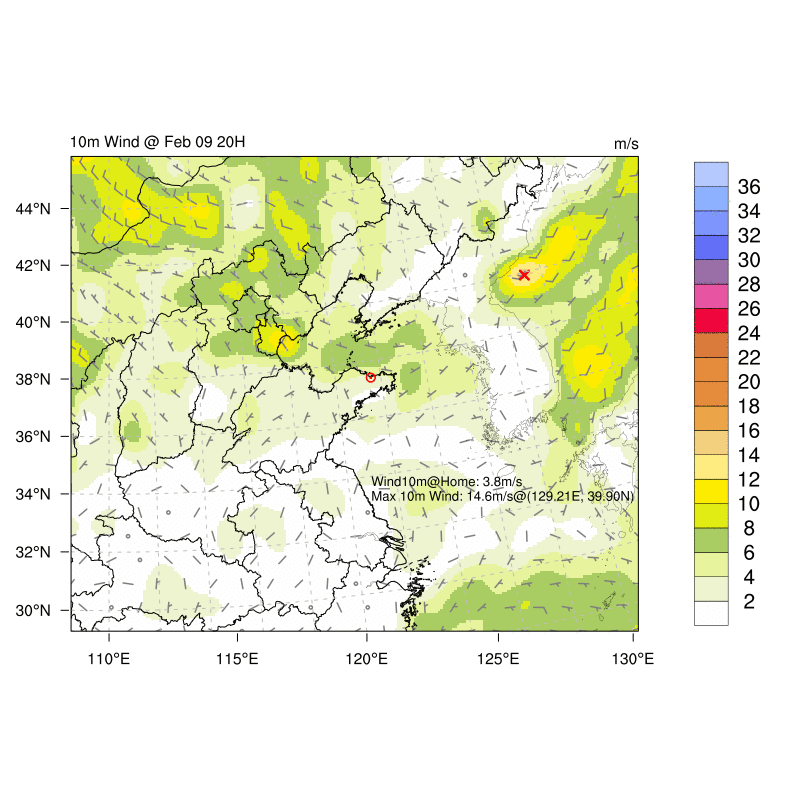 10m Wind @ Feb 09 20H
m/s
44°N
42°N
40°N
38°N
36°N
34°N
32°N
30°N
110°E
115°E
120°E
125°E
130°E
Wind10m@Home: 3.8m/s
Max 10m Wind: 14.6m/s@(129.21E, 39.90N)
36
34
32
30
28
26
24
22
20
18
16
14
12
10
8
6
4
2